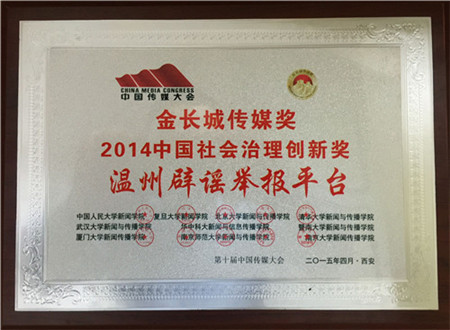 CHINA MEDIA CONGRESS
中国传媒大会
金长城传媒奖
2014中国社会治理创新奖
温州辟谣举报平台
中国人民大学新闻学院 复旦大学新闻学院 北京大学新闻与传播学院 清华大学新闻与传播学院
武汉大学新闻与传播学院 华中科大新闻与信息传播学院 暨南大学新闻与传播学院
厦门大学新闻传播学院 南京师范大学新闻与传播学院 南京大学新闻传播学院
第十届中国传媒大会 二〇一五年四月·西安